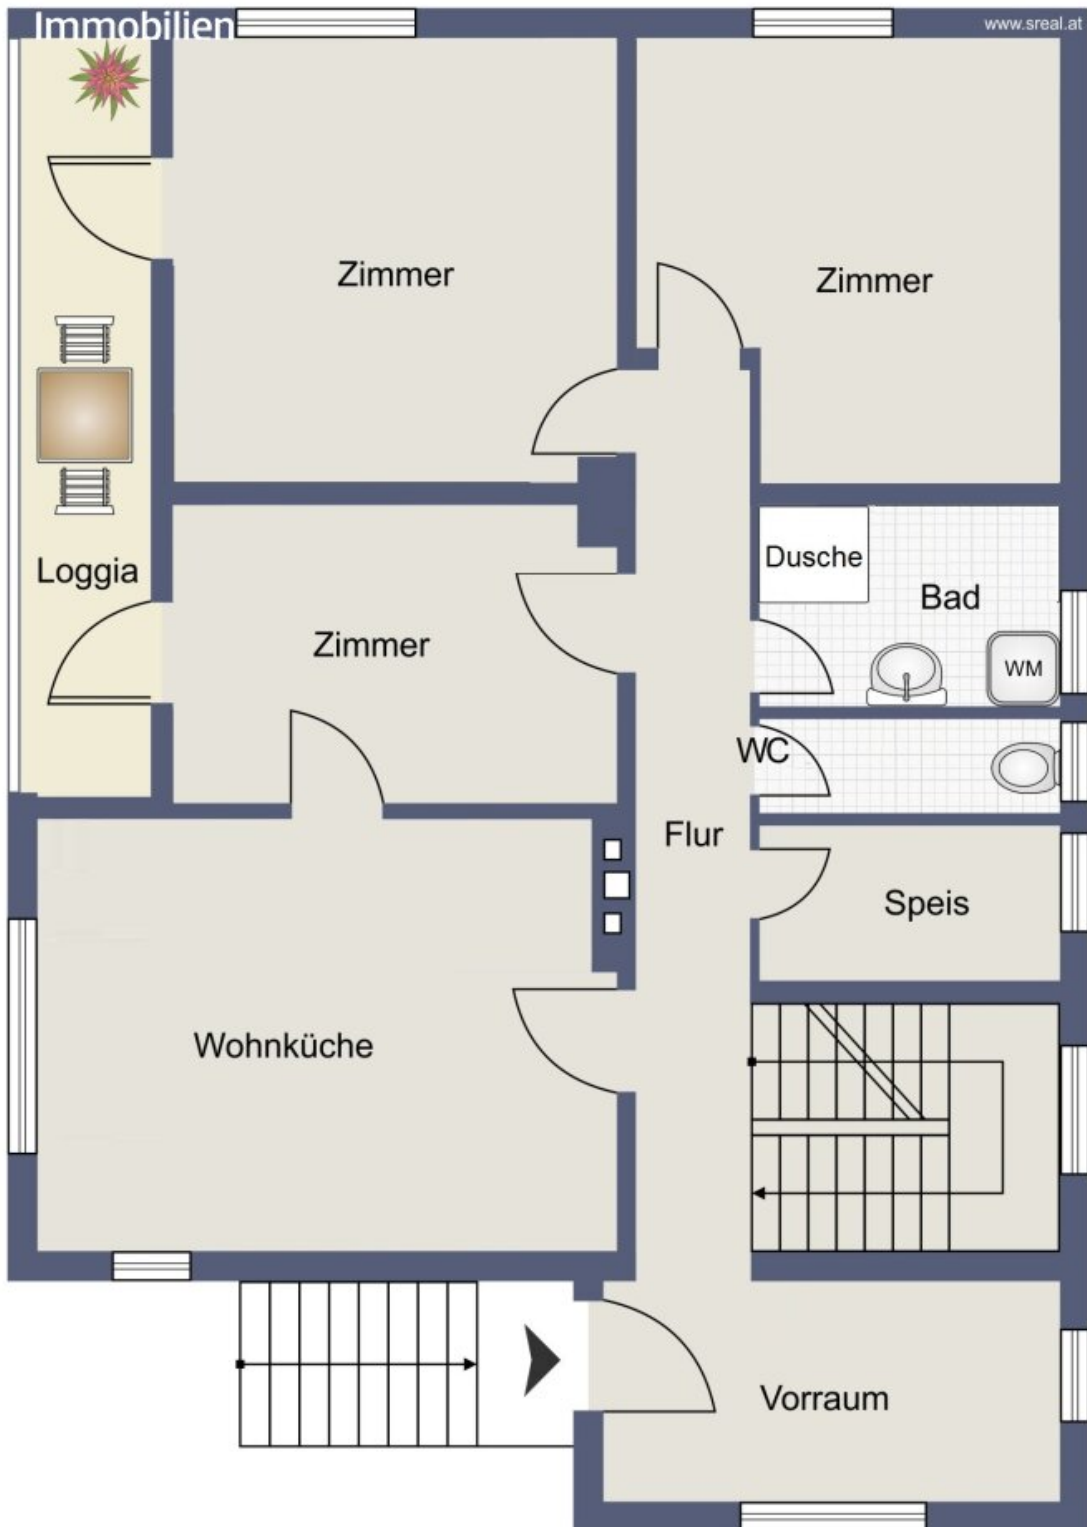 Immobilien
www.sreal.at
Zimmer
Zimmer
Loggia
Zimmer
Dusche
Bad
WM
WC
Flur
Speis
Wohnküche
Vorraum